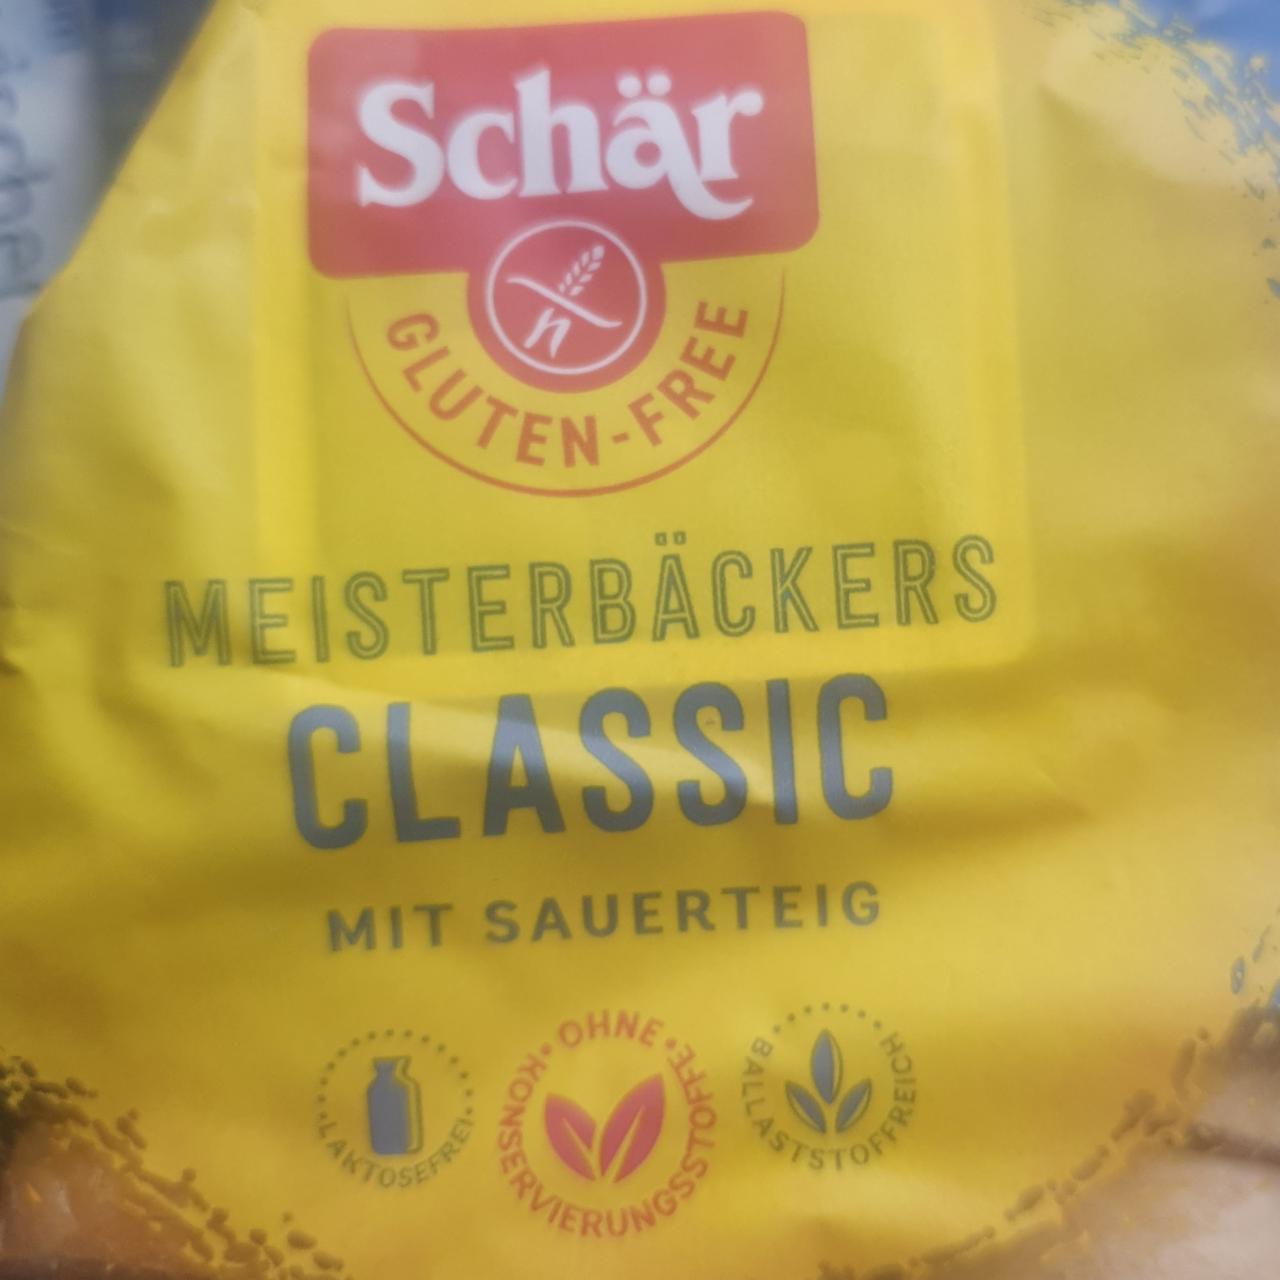 Schär
GLUTEN-FREE
MEISTERBÄCKERS
CLASSIC
MIT SAUERTEIG
·LAKTOSEFREI·
·OHNE·KONSERVIERUNGSSTOFFE
BALLASTSTOFFREICH